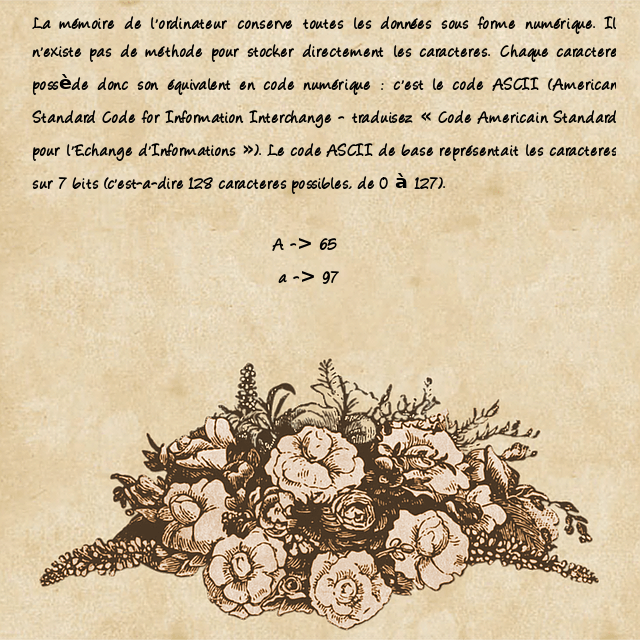 La mémoire de l'ordinateur conserve toutes les données sous forme numérique. Il
n'existe pas de méthode pour stocker directement les caracteres. Chaque caractere
possède donc son équivalent en code numérique : c'est le code ASCII (American
Standard Code for Information Interchange - traduisez « Code Americain Standard
pour l'Echange d'Informations »). Le code ASCII de base représentait les caracteres
sur 7 bits (c'est-a-dire 128 caracteres possibles, de 0 à 127).
A -> 65
a -> 97